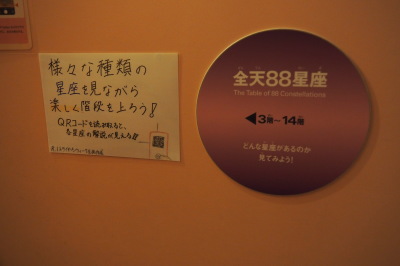 様々な種類の
星座を見ながら
楽しく階段を上ろう!!
QRコードを読み取ると、
各星座の解説が見える!!
全天88星座
The Table of 88 Constellations
◀3階〜14階
どんな星座があるのか
見てみよう!